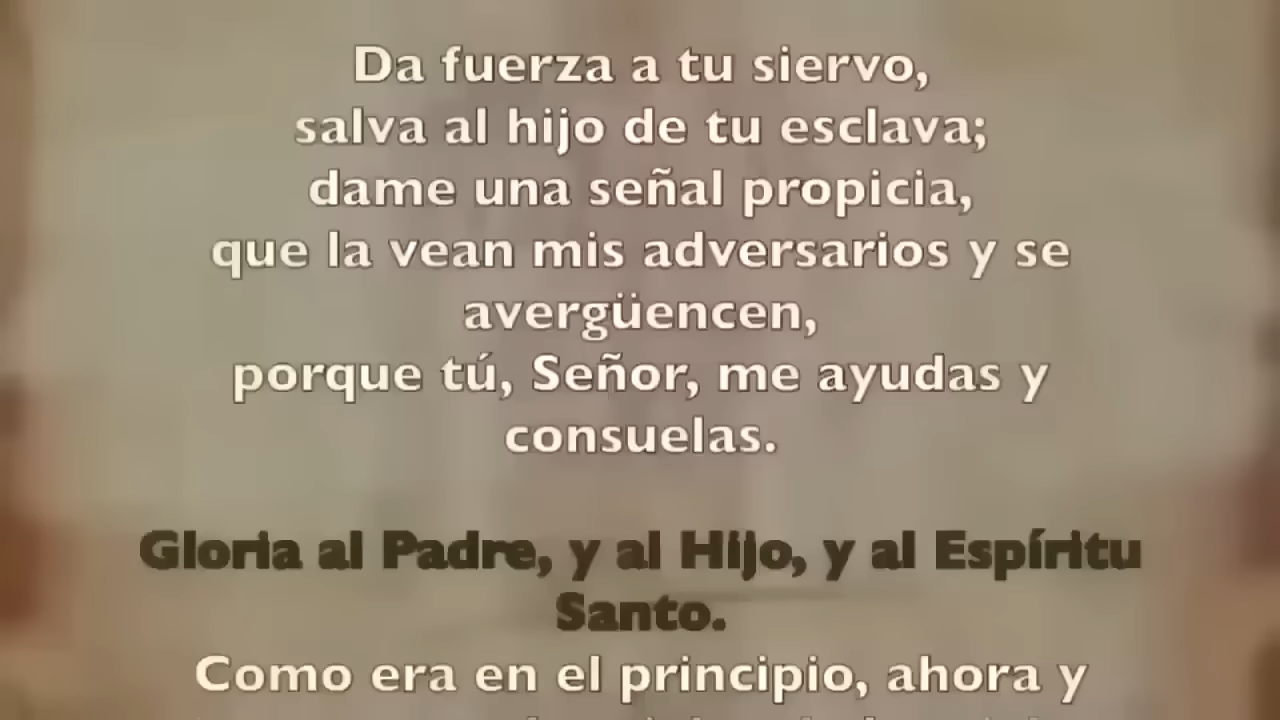 Da fuerza a tu siervo,
salva al hijo de tu esclava;
dame una señal propicia,
que la vean mis adversarios y se
avergüencen,
porque tú, Señor, me ayudas y
consuelas.
Gloria al Padre, y al Hijo, y al Espíritu
Santo.
Como era en el principio, ahora y